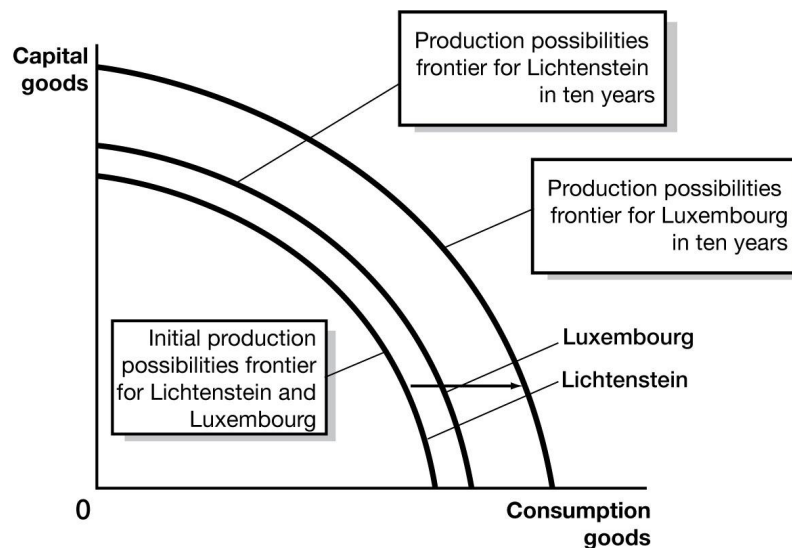 Capital
goods
Production possibilities
frontier for Lichtenstein
in ten years
Production possibilities
frontier for Luxembourg
in ten years
Initial production
possibilities frontier
for Lichtenstein and
Luxembourg
Luxembourg
Lichtenstein
0
Consumption
goods